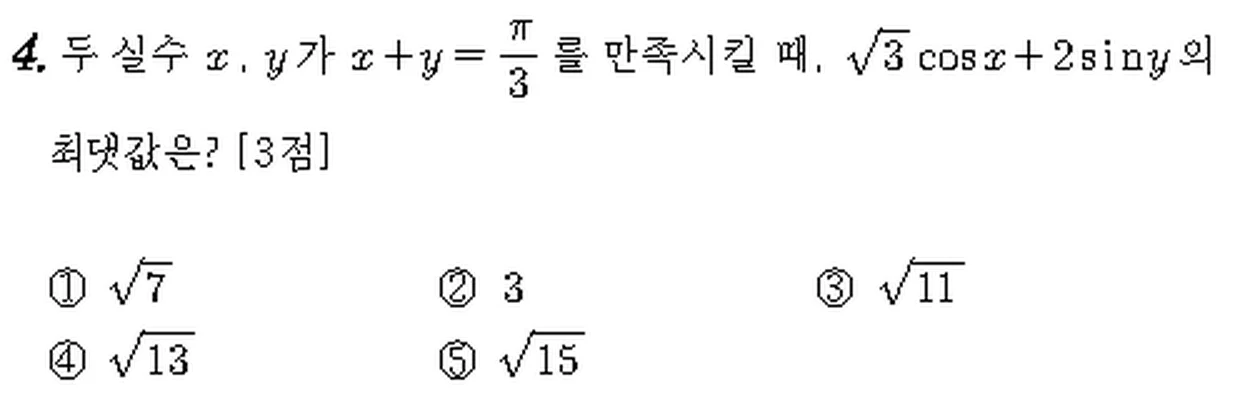 4. 두 실수 x, y가 x+y=π/3 를 만족시킬 때, √3 cosx+2siny의
최댓값은? [3점]
① √7 ② 3 ③ √11
④ √13 ⑤ √15